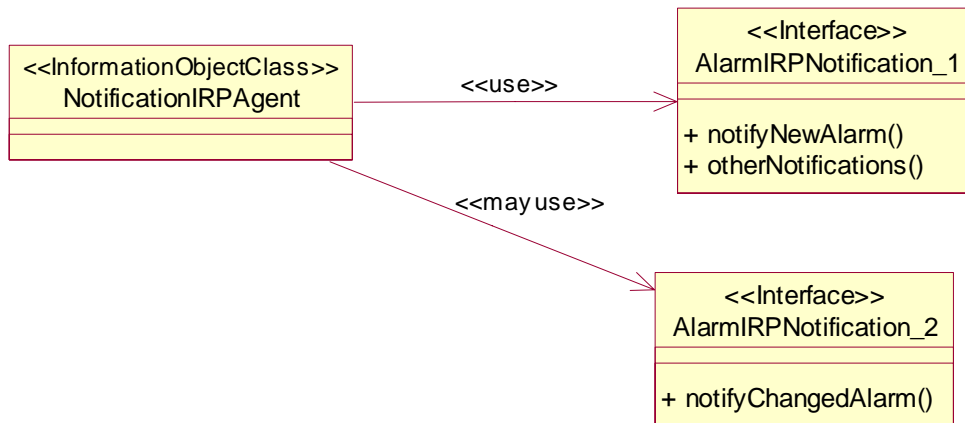 <<InformationObjectClass>>
NotificationIRPAgent
<<use>>
<<Interface>>
AlarmIRPNotification_1
+ notifyNewAlarm()
+ otherNotifications()
<<may use>>
<<Interface>>
AlarmIRPNotification_2
+ notifyChangedAlarm()